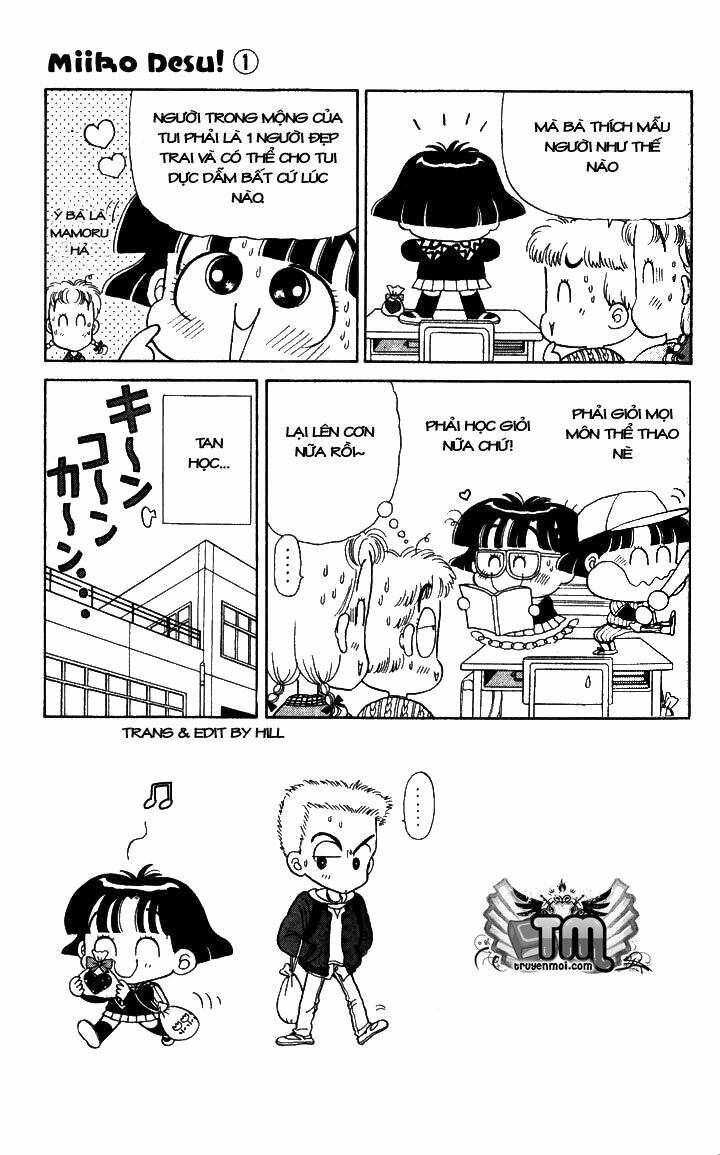 Miiko Desu! ①
NGƯỜI TRONG MỘNG CỦA
TUI PHẢI LÀ 1 NGƯỜI ĐẸP
TRAI VÀ CÓ THỂ CHO TUI
DỰC DẪM BẤT CỨ LÚC
NÀO.
Ý BÀ LÀ
MAMORU
HẢ
MÀ BÀ THÍCH MẪU
NGƯỜI NHƯ THẾ
NÀO
キ〜ン
コ〜ン
カ〜ン...
TAN
HỌC...
LẠI LÊN CƠN
NỮA RỒI~
PHẢI HỌC GIỎI
NỮA CHỨ!
PHẢI GIỎI MỌI
MÔN THỂ THAO
NÈ
TRANG & EDIT BY HILL
TM
truyenmoi.com